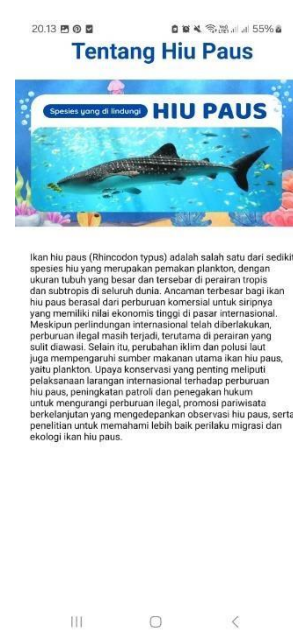 20.13 55%
Tentang Hiu Paus
Spesies yang di lindungi HIU PAUS
Ikan hiu paus (Rhincodon typus) adalah salah satu dari sedikit
spesies hiu yang merupakan pemakan plankton, dengan
ukuran tubuh yang besar dan tersebar di perairan tropis
dan subtropis di seluruh dunia. Ancaman terbesar bagi ikan
hiu paus berasal dari perburuan komersial untuk siripnya
yang memiliki nilai ekonomis tinggi di pasar internasional.
Meskipun perlindungan internasional telah diberlakukan,
perburuan ilegal masih terjadi, terutama di perairan yang
sulit diawasi. Selain itu, perubahan iklim dan polusi laut
juga mempengaruhi sumber makanan utama ikan hiu paus,
yaitu plankton. Upaya konservasi yang penting meliputi
pelaksanaan larangan internasional terhadap perburuan
hiu paus, peningkatan patroli dan penegakan hukum
untuk mengurangi perburuan ilegal, promosi pariwisata
berkelanjutan yang mengedepankan observasi hiu paus, serta
penelitian untuk memahami lebih baik perilaku migrasi dan
ekologi ikan hiu paus.